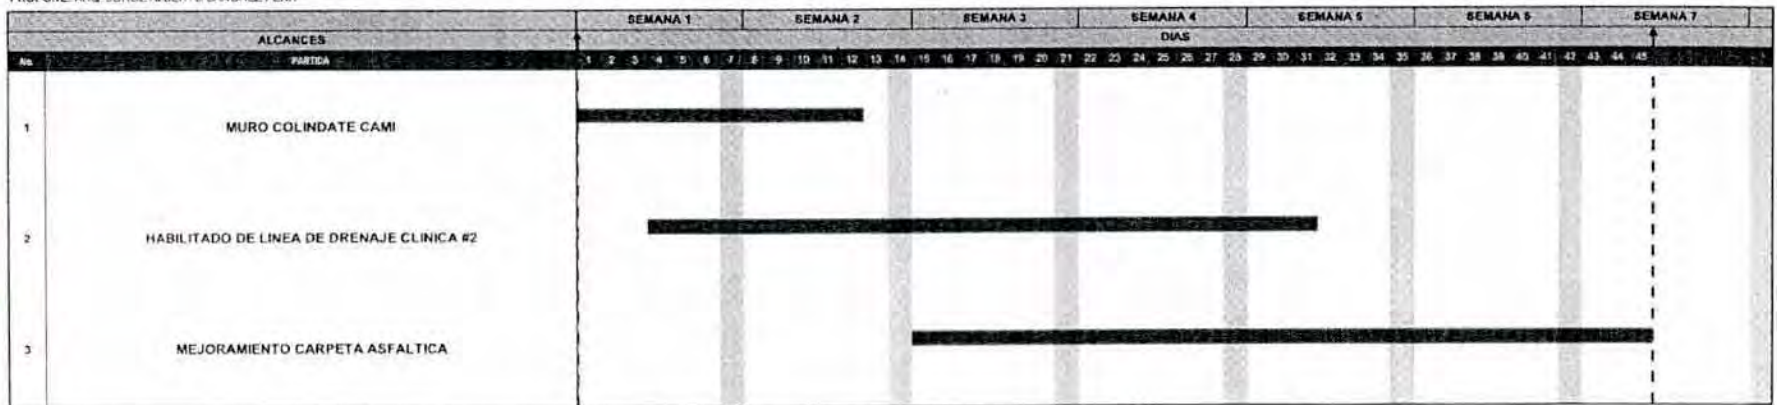 SEMANA 1 SEMANA 2 SEMANA 3 SEMANA 4 SEMANA 5 SEMANA 6 SEMANA 7
ALCANCES DIAS
No. PARTIDA 1 2 3 4 5 6 7 8 9 10 11 12 13 14 15 16 17 18 19 20 21 22 23 24 25 26 27 28 29 30 31 32 33 34 35 36 37 38 39 40 41 42 43 44 45
1 MURO COLINDATE CAMI
2 HABILITADO DE LINEA DE DRENAJE CLINICA #2
3 MEJORAMIENTO CARPETA ASFALTICA